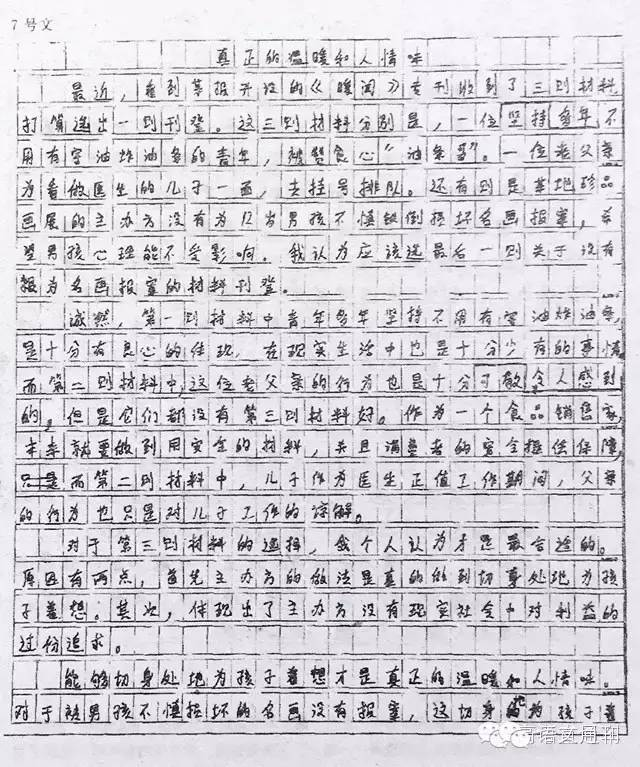 7号文
真正的温暖和人情味
最近，看到某报开设的《暖闻》专刊收到了三则材料
打算选出一则刊登。这三则材料分别是，一位坚持多年不
用有害油炸油条的青年，被赞食心“油条哥”。一位老父亲
为看做医生的儿子一面，去挂号排队。还有则是某地珍品
画展的主办方没有为12岁男孩不慎跌倒损坏名画报案，希
望男孩心理能不受影响。我认为应该选最后一则关于没有
报为名画报案的材料刊登。
诚然，第一则材料中青年多年坚持不用有害油炸油条，
是十分有良心的体现，在现实生活中也是十分少有的事情
而第二则材料中，这位老父亲的行为也是十分可敬，令人感到
的，但是它们都没有第三则材料好。作为一个食品销售家
本来就要做到用安全的材料，并且消费者的安全提供保障，
只是而第二则材料中，儿子作为医生正值工作期间，父亲
的行为也只是对儿子工作的谅解。
对于第三则材料的选择，我个人认为才是最合适的。
原因有两点，首先主办方的做法是真的做到切身处地为孩
子着想。其次，体现出了主办方没有现实社会中对利益的
过份追求。
能够切身处地为孩子着想才是真正的温暖和人情味。
对于被男孩不慎损坏的名画没有报案，这切身处地为孩子着
语文通刊